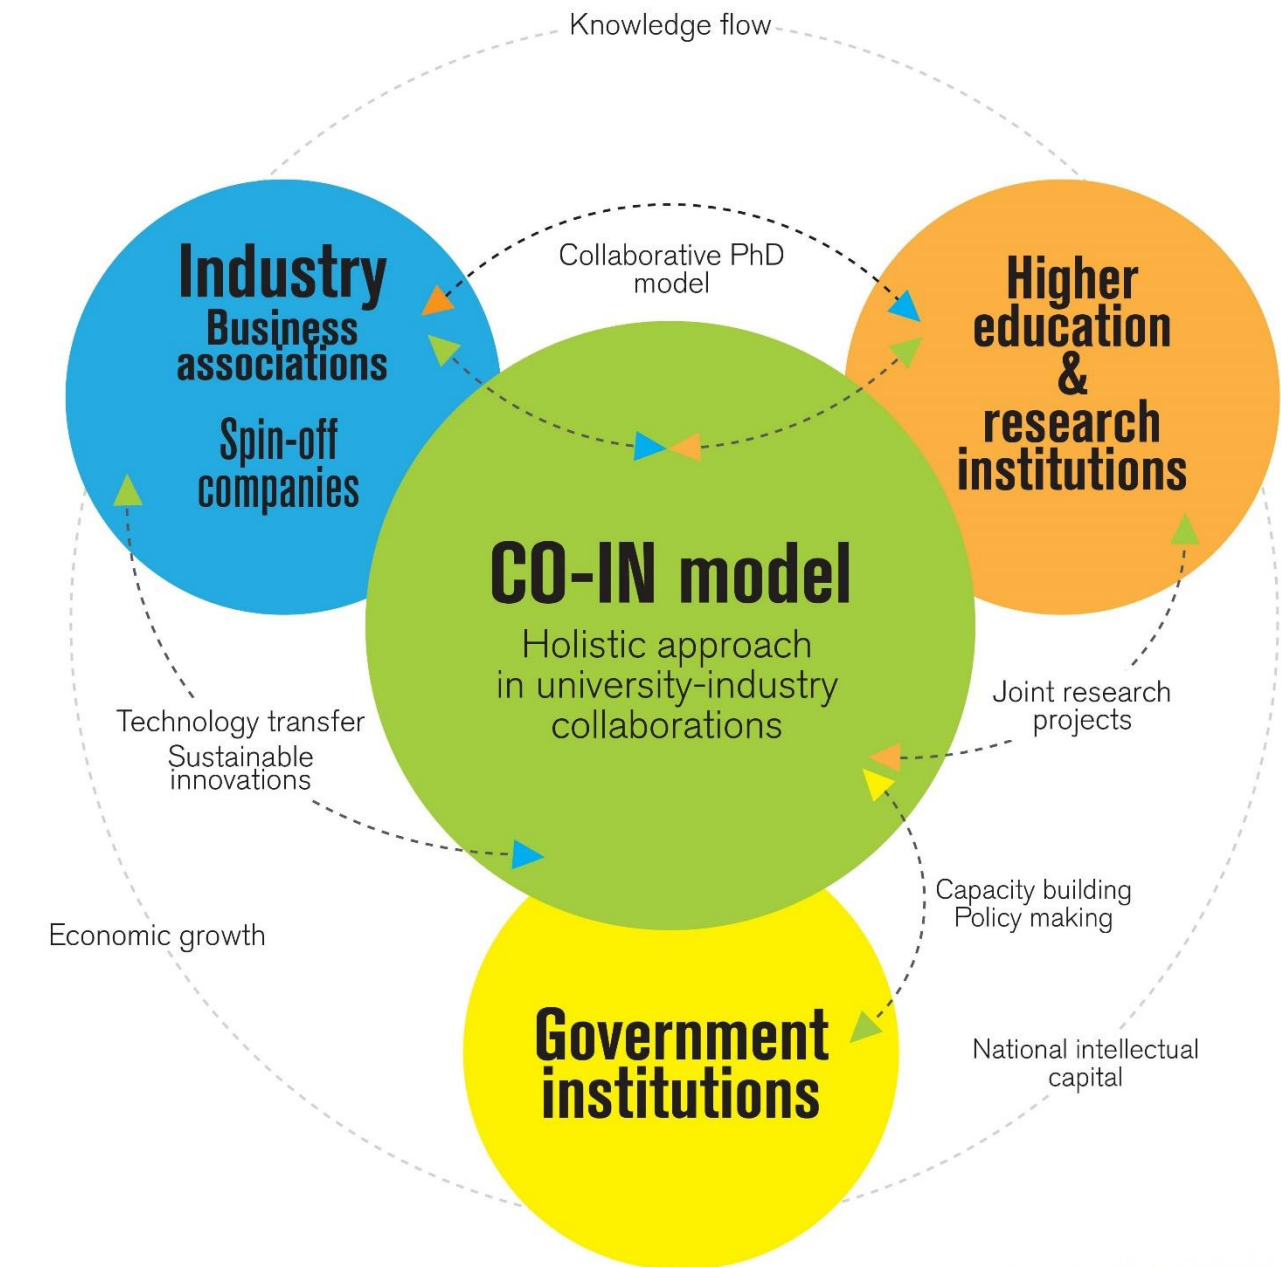 Knowledge flow
Industry
Business
associations
Spin-off
companies
Collaborative PhD
model
Higher
education
&
research
institutions
CO-IN model
Holistic approach
in university-industry
collaborations
Technology transfer
Sustainable
innovations
Joint research
projects
Capacity building
Policy making
Economic growth
Government
institutions
National intellectual
capital